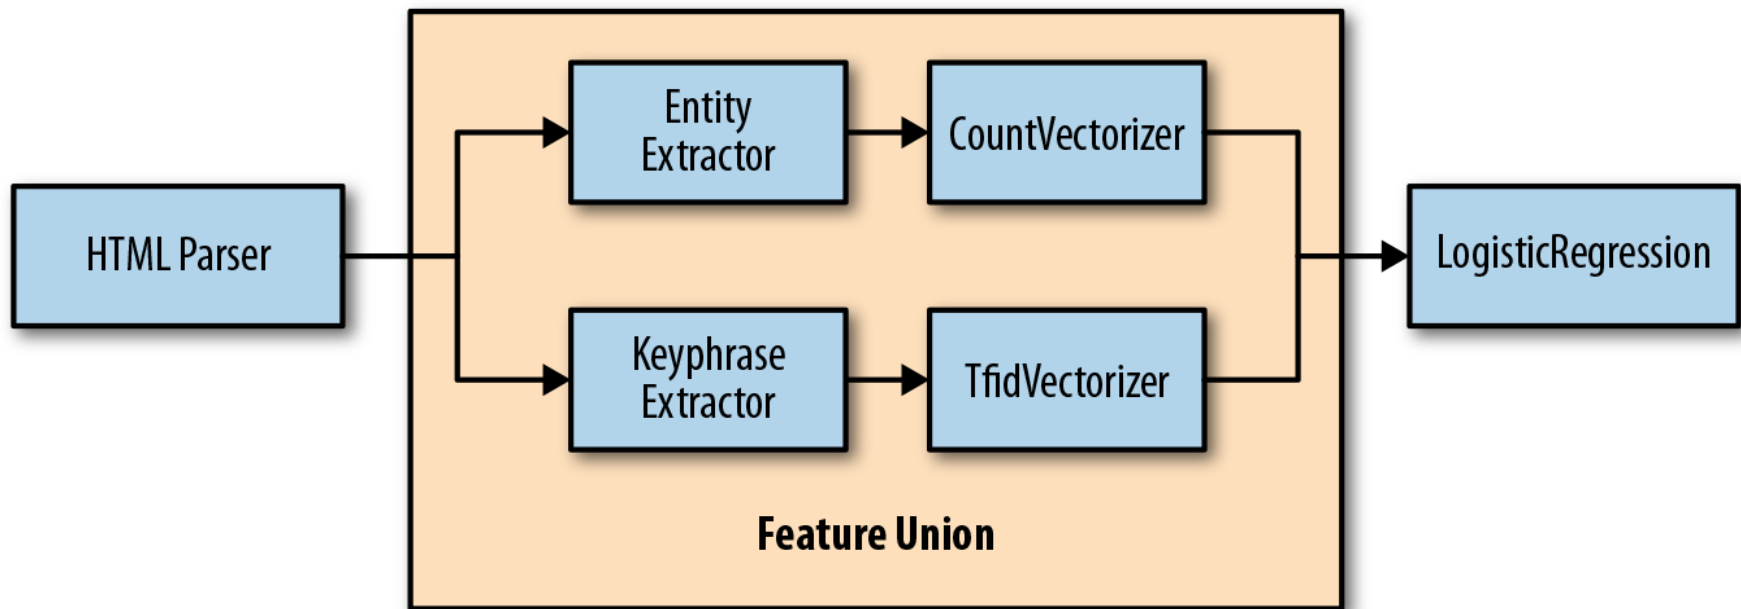 HTML Parser
Entity
Extractor
CountVectorizer
Keyphrase
Extractor
TfidVectorizer
Feature Union
LogisticRegression